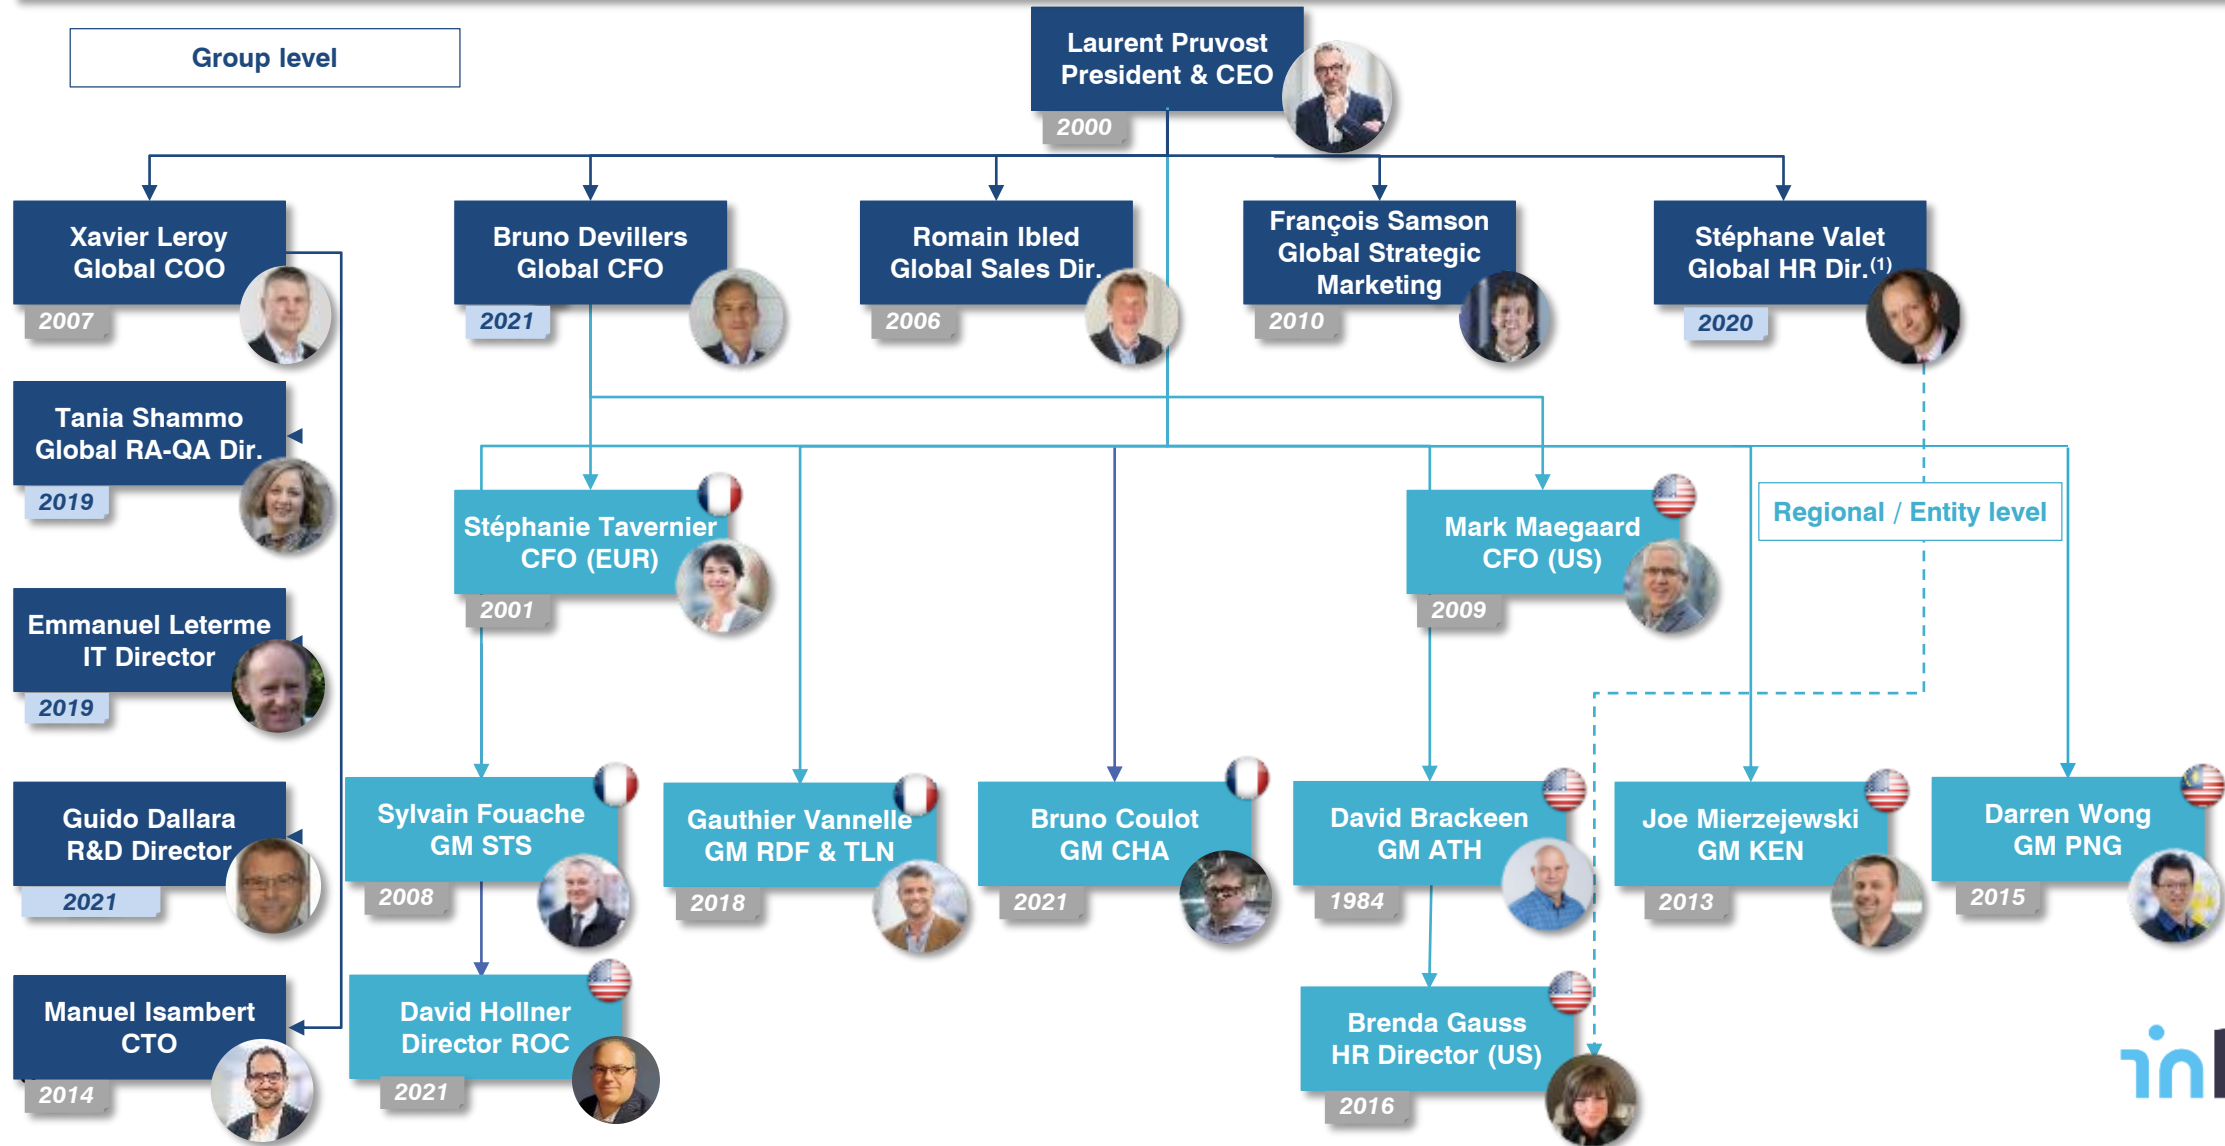 Group level
Laurent Pruvost
President & CEO
2000
Xavier Leroy
Global COO
2007
Bruno Devillers
Global CFO
2021
Romain Ibled
Global Sales Dir.
2006
François Samson
Global Strategic
Marketing
2010
Stéphane Valet
Global HR Dir.(1)
2020
Tania Shammo
Global RA-QA Dir.
2019
Stéphanie Tavernier
CFO (EUR)
2001
Mark Maegaard
CFO (US)
2009
Regional / Entity level
Emmanuel Leterme
IT Director
2019
Guido Dallara
R&D Director
2021
Sylvain Fouache
GM STS
2008
Gauthier Vannelle
GM RDF & TLN
2018
Bruno Coulot
GM CHA
2021
David Brackeen
GM ATH
1984
Joe Mierzejewski
GM KEN
2013
Darren Wong
GM PNG
2015
Manuel Isambert
CTO
2014
David Hollner
Director ROC
2021
Brenda Gauss
HR Director (US)
2016
in